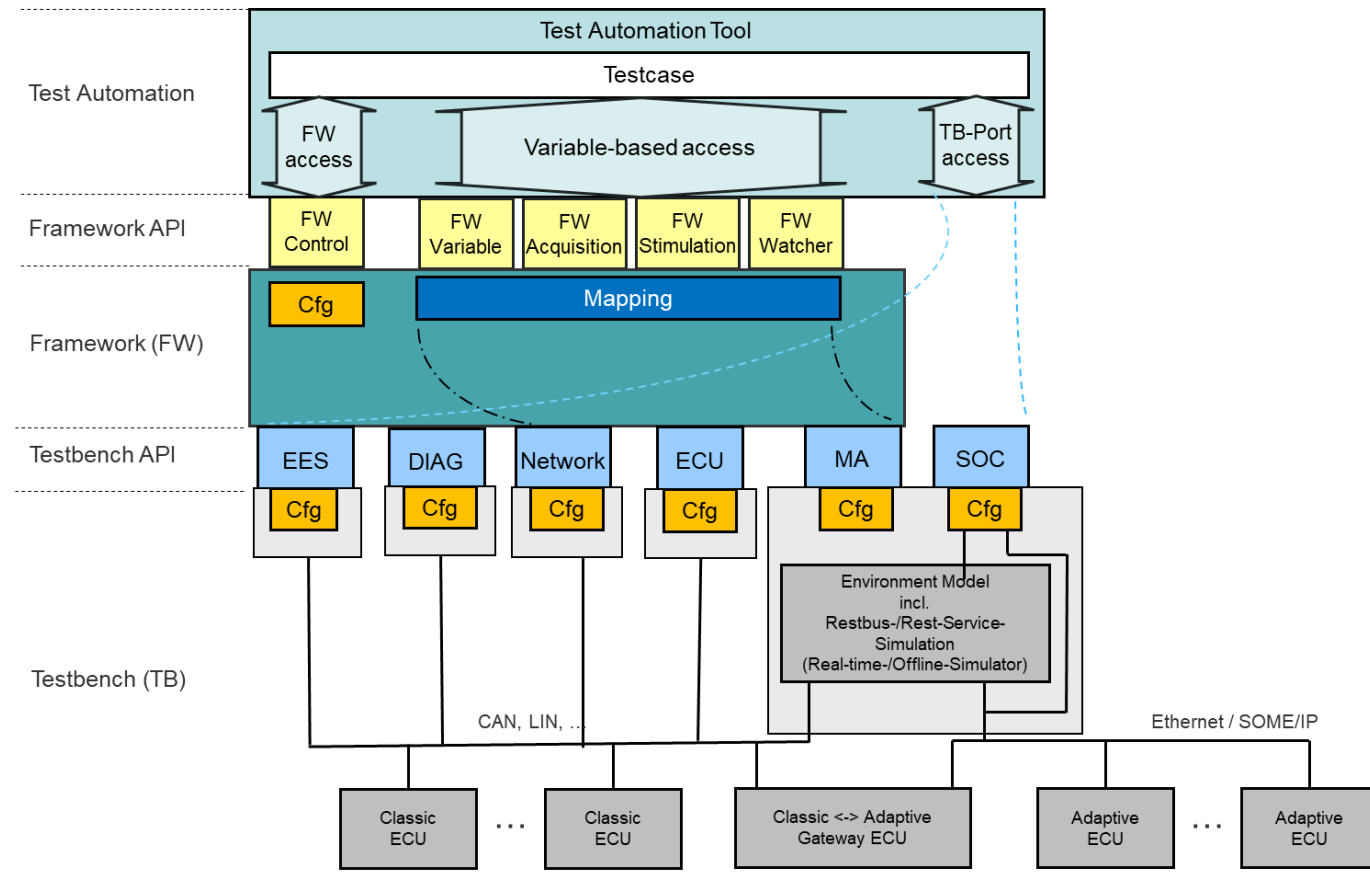 Test Automation Tool
Testcase
Test Automation
FW
access
Variable-based access
TB-Port
access
Framework API
FW
Control
FW
Variable
FW
Acquisition
FW
Stimulation
FW
Watcher
Framework (FW)
Cfg
Mapping
Testbench API
EES
DIAG
Network
ECU
MA
SOC
Cfg
Cfg
Cfg
Cfg
Cfg
Cfg
Environment Model
incl.
Restbus-/Rest-Service-
Simulation
(Real-time-/Offline-Simulator)
Testbench (TB)
CAN, LIN, ...
Ethernet / SOME/IP
Classic
ECU
...
Classic
ECU
Classic <-> Adaptive
Gateway ECU
Adaptive
ECU
...
Adaptive
ECU